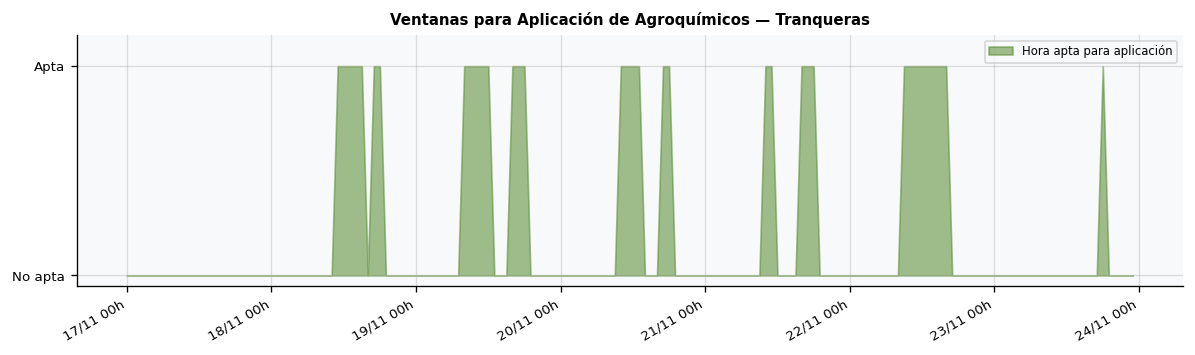 Ventanas para Aplicación de Agroquímicos — Tranqueras
Hora apta para aplicación
Apta
No apta
17/11 00h
18/11 00h
19/11 00h
20/11 00h
21/11 00h
22/11 00h
23/11 00h
24/11 00h